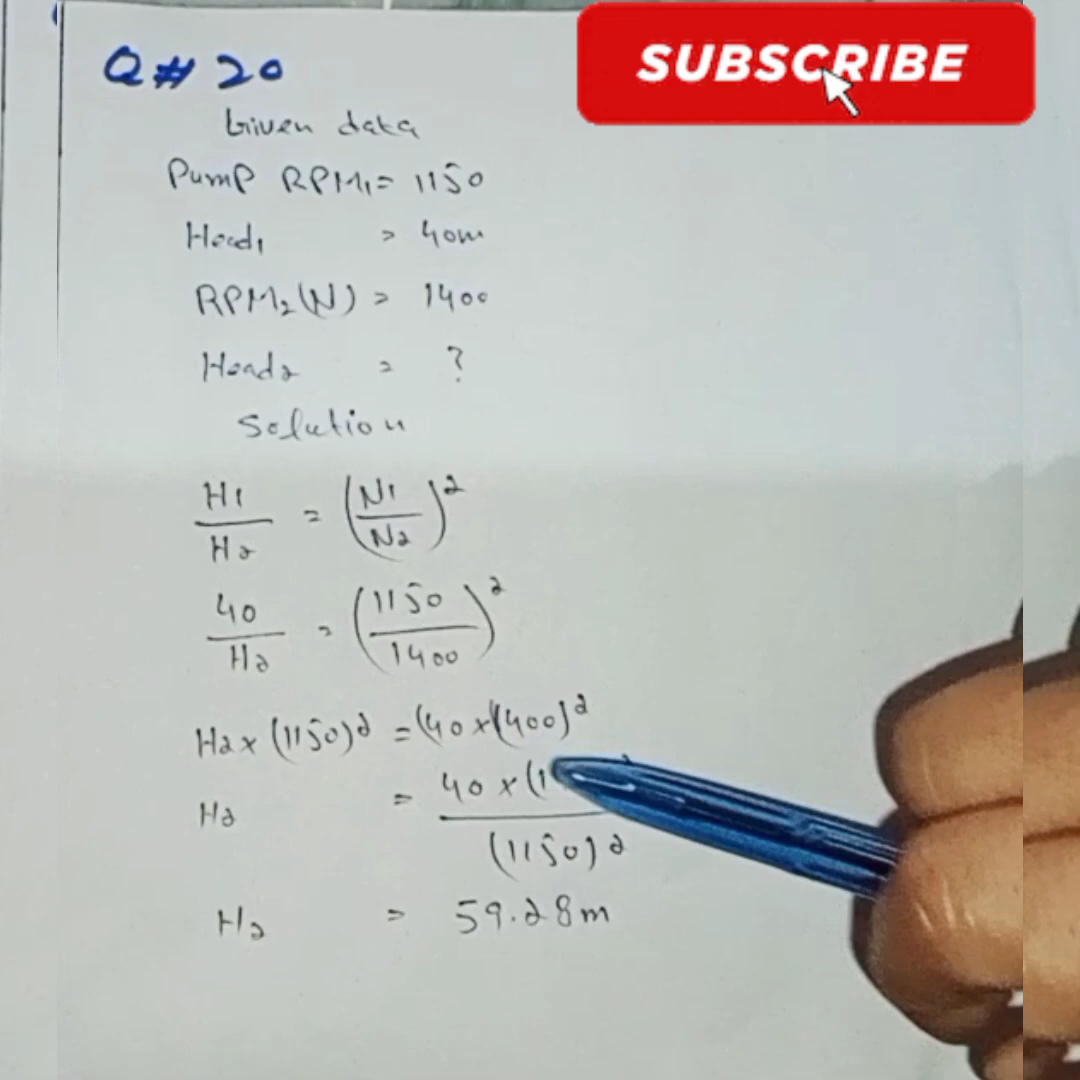 Q # 20
SUBSCRIBE
Given data
Pump RPM1 = 1150
Head1 = 40m
RPM2(N) = 1400
Head2 = ?
Solution
H1/H2 = (N1/N2)2
40/H2 = (1150/1400)2
H2 x (1150)2 = (40 x (1400)2
H2 = 40 x (1 / (1150)2
H2 = 59.28m